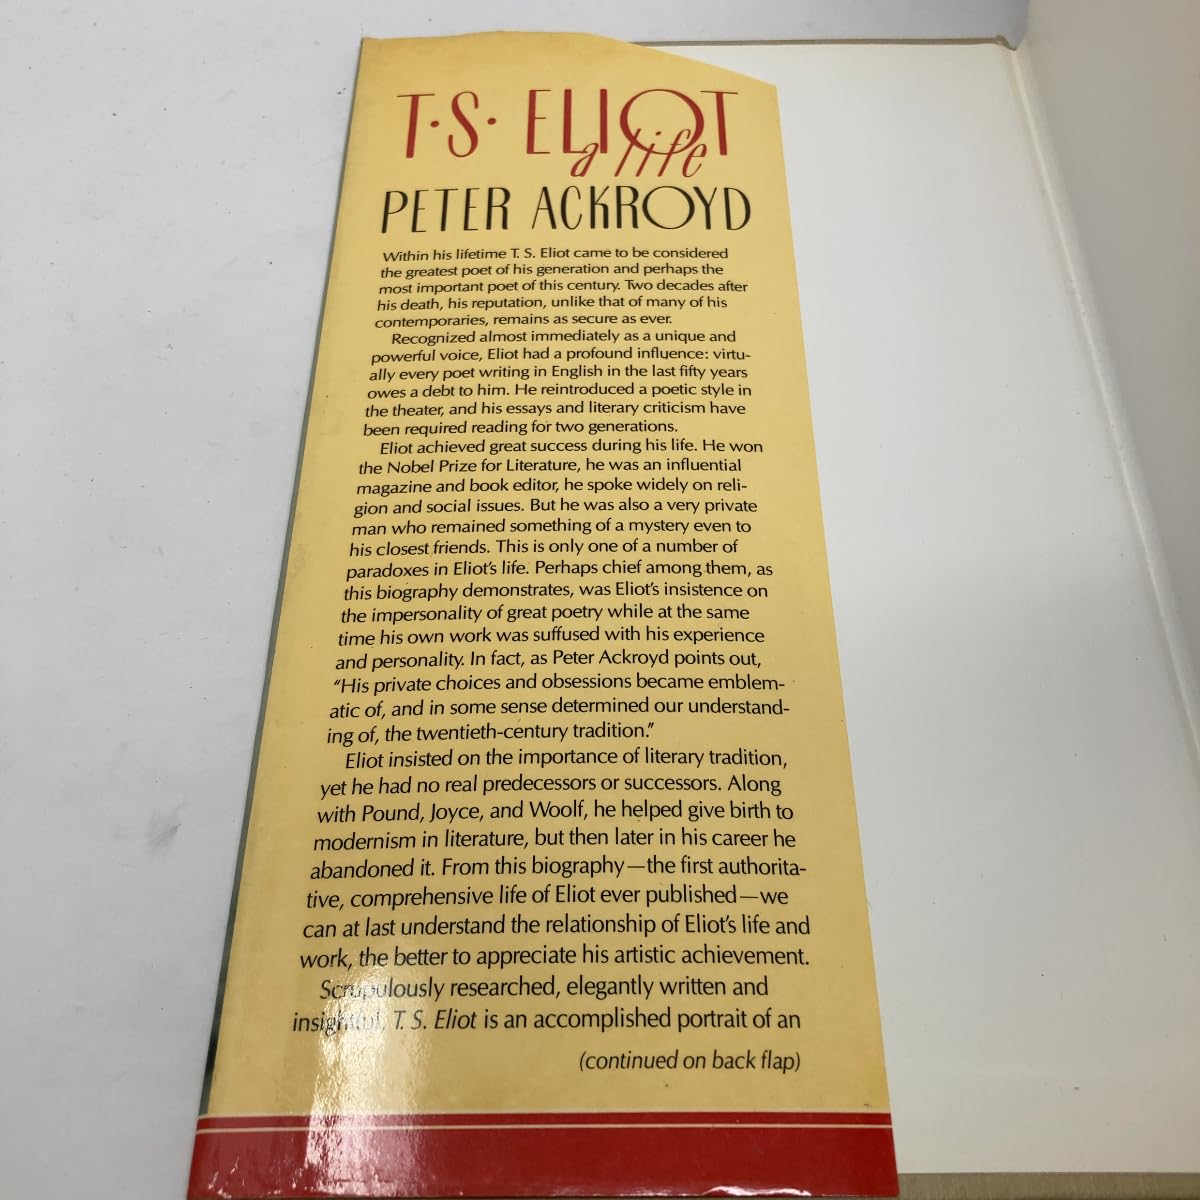 T·S· ELIOT
a life
PETER ACKROYD
Within his lifetime T. S. Eliot came to be considered
the greatest poet of his generation and perhaps the
most important poet of this century. Two decades after
his death, his reputation, unlike that of many of his
contemporaries, remains as secure as ever.
Recognized almost immediately as a unique and
powerful voice, Eliot had a profound influence: virtu-
ally every poet writing in English in the last fifty years
owes a debt to him. He reintroduced a poetic style in
the theater, and his essays and literary criticism have
been required reading for two generations.
Eliot achieved great success during his life. He won
the Nobel Prize for Literature, he was an influential
magazine and book editor, he spoke widely on reli-
gion and social issues. But he was also a very private
man who remained something of a mystery even to
his closest friends. This is only one of a number of
paradoxes in Eliot's life. Perhaps chief among them, as
this biography demonstrates, was Eliot's insistence on
the impersonality of great poetry while at the same
time his own work was suffused with his experience
and personality. In fact, as Peter Ackroyd points out,
"His private choices and obsessions became emblem-
atic of, and in some sense determined our understand-
ing of, the twentieth-century tradition."
Eliot insisted on the importance of literary tradition,
yet he had no real predecessors or successors. Along
with Pound, Joyce, and Woolf, he helped give birth to
modernism in literature, but then later in his career he
abandoned it. From this biography—the first authorita-
tive, comprehensive life of Eliot ever published—we
can at last understand the relationship of Eliot's life and
work, the better to appreciate his artistic achievement.
Scrupulously researched, elegantly written and
insightful, T. S. Eliot is an accomplished portrait of an
(continued on back flap)